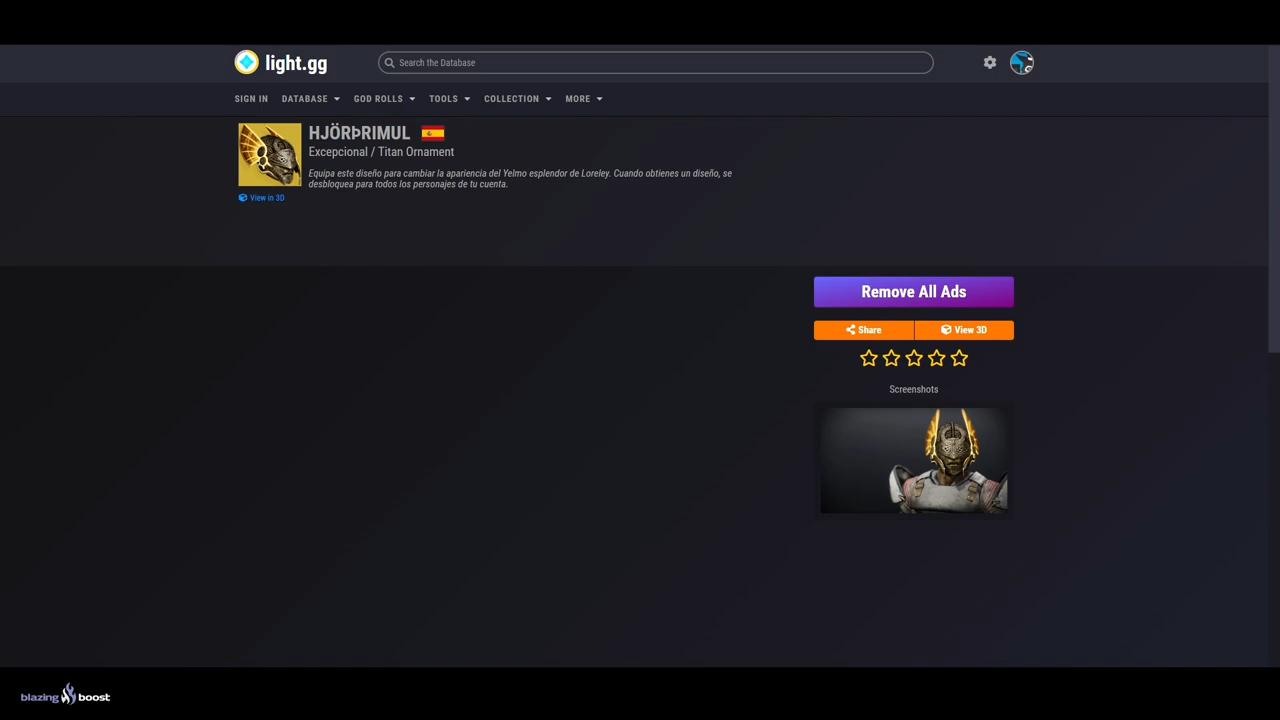 light.gg
Search the Database
SIGN IN DATABASE GOD ROLLS TOOLS COLLECTION MORE
HJÖRÞRIMUL
Excepcional / Titan Ornament
Equipa este diseño para cambiar la apariencia del Yelmo esplendor de Loreley. Cuando obtienes un diseño, se
desbloquea para todos los personajes de tu cuenta.
View in 3D
Remove All Ads
Share View 3D
Screenshots
blazing boost